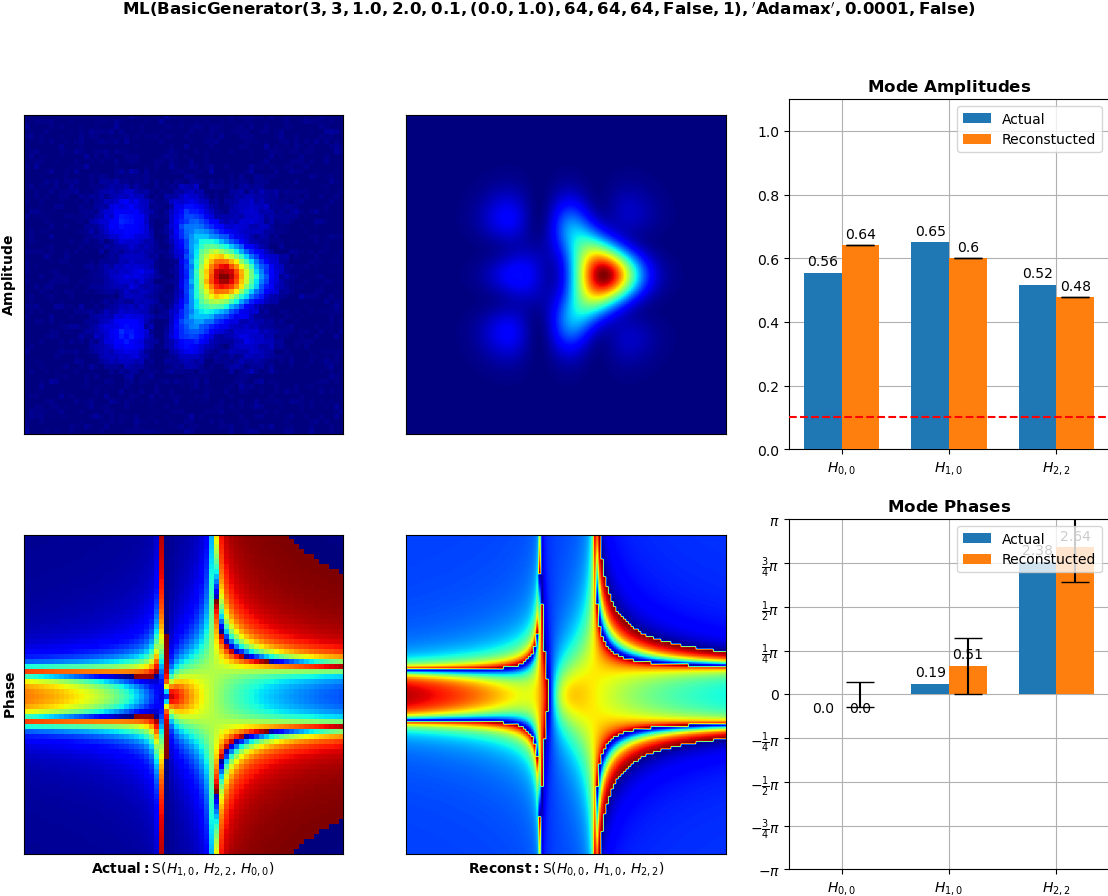 ML(BasicGenerator(3, 3, 1.0, 2.0, 0.1, (0.0, 1.0), 64, 64, 64, False, 1), ′Adamax′, 0.0001, False)
Amplitude
Mode Amplitudes
Actual
Reconstucted
1.0
0.8
0.6
0.4
0.2
0.0
0.56
0.64
0.65
0.6
0.52
0.48
H0,0
H1,0
H2,2
Phase
Actual: S(H1,0, H2,2, H0,0)
Reconst: S(H0,0, H1,0, H2,2)
Mode Phases
Actual
Reconstucted
π
3/4π
1/2π
1/4π
0
−1/4π
−1/2π
−3/4π
−π
0.0
0.0
0.19
0.51
2.38
2.64
H0,0
H1,0
H2,2